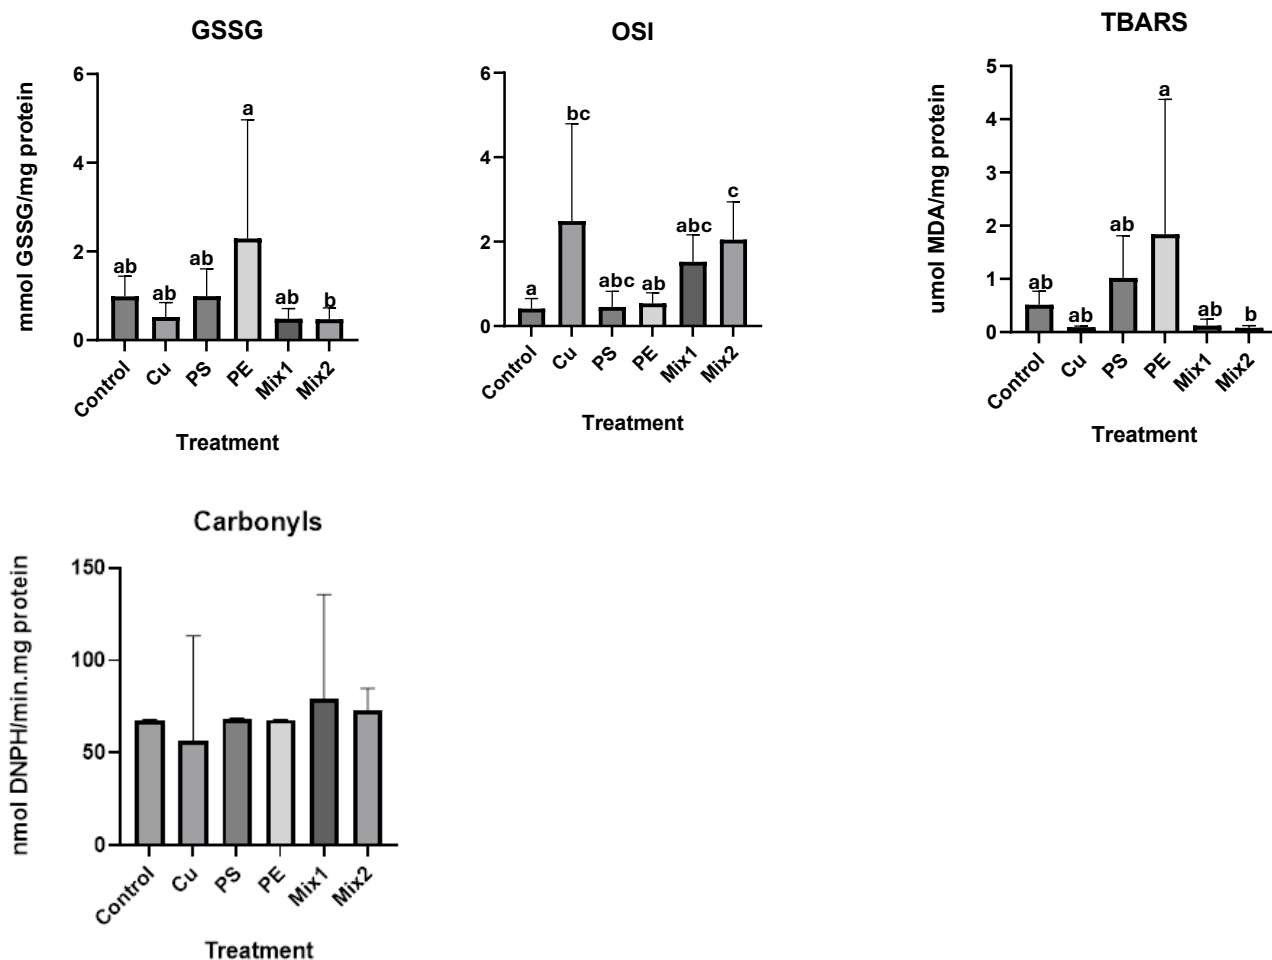 GSSG
mmol GSSG/mg protein
6
4
2
0
ab
ab
ab
a
ab
b
Control
Cu
PS
PE
Mix1
Mix2
Treatment
OSI
6
4
2
0
a
bc
abc
ab
abc
c
Control
Cu
PS
PE
Mix1
Mix2
Treatment
TBARS
umol MDA/mg protein
5
4
3
2
1
0
ab
ab
ab
a
ab
b
Control
Cu
PS
PE
Mix1
Mix2
Treatment
Carbonyls
nmol DNPH/min.mg protein
150
100
50
0
Control
Cu
PS
PE
Mix1
Mix2
Treatment